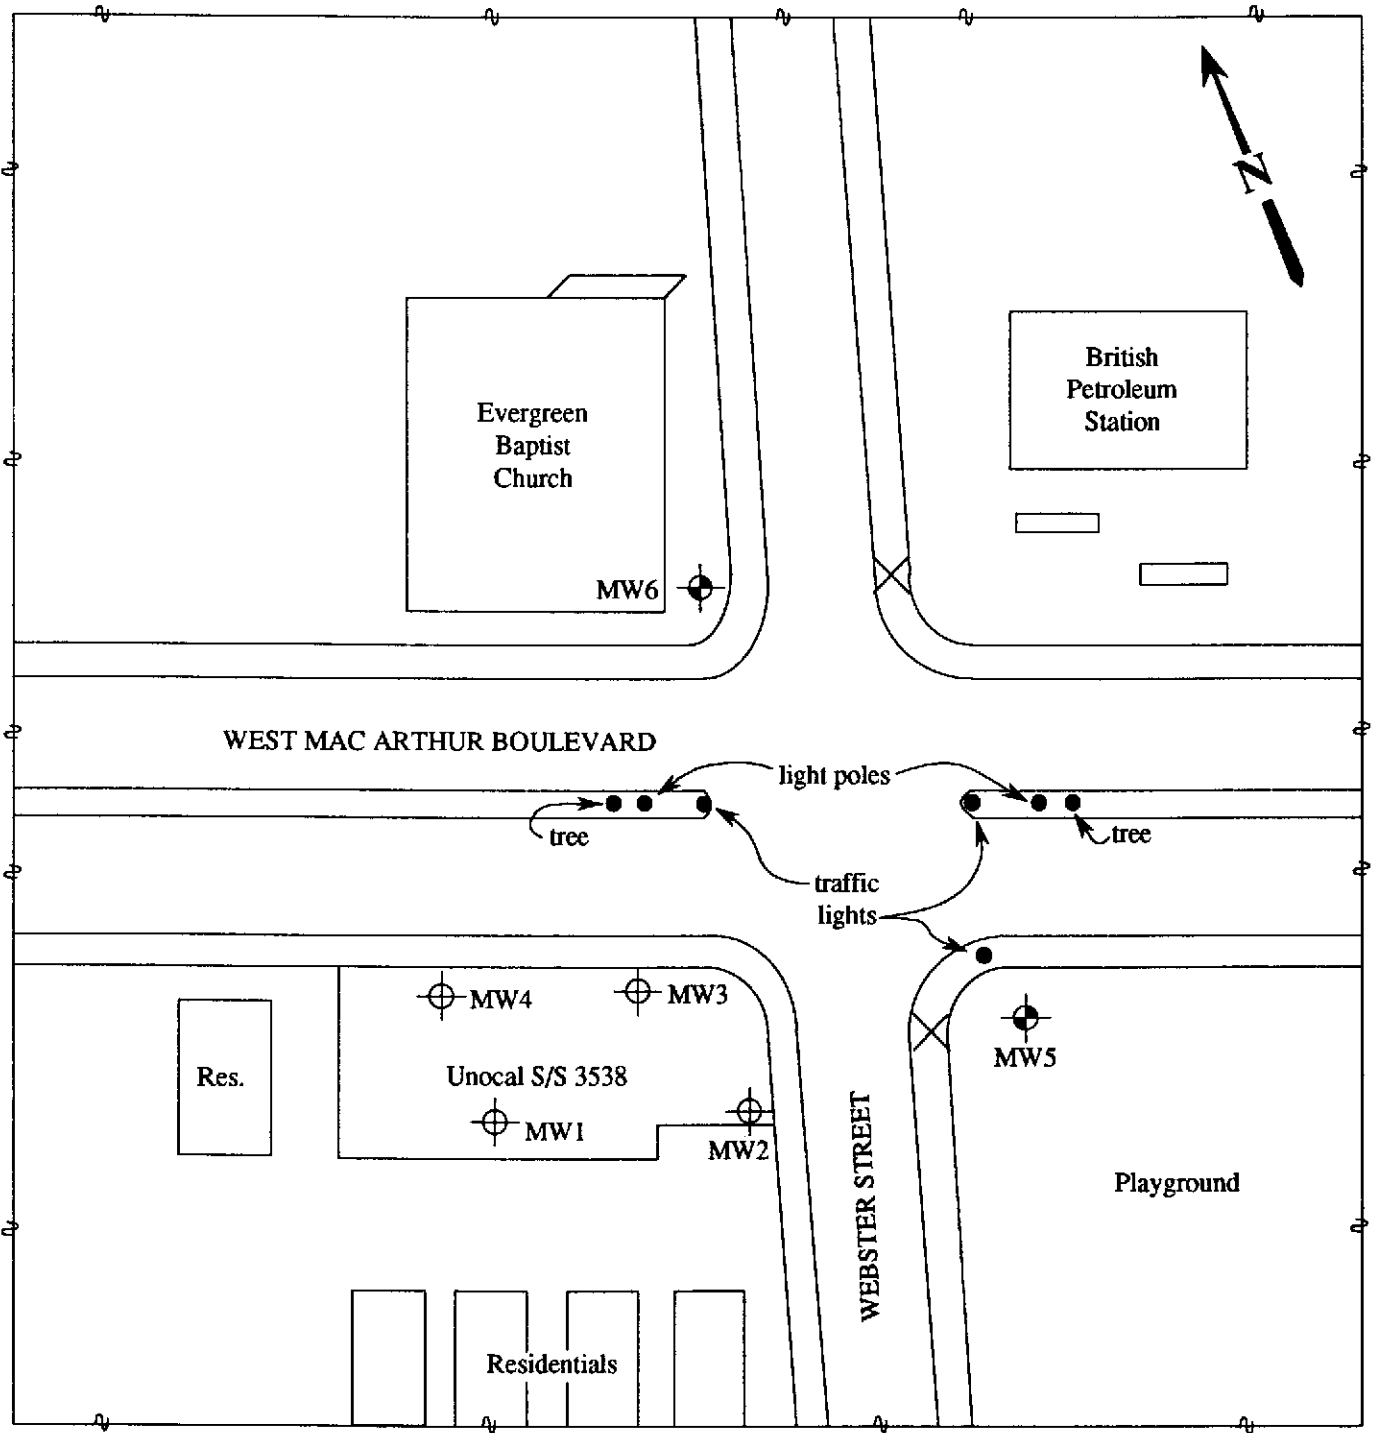 N
British
Petroleum
Station
Evergreen
Baptist
Church
MW6
WEST MAC ARTHUR BOULEVARD
light poles
tree
tree
traffic
lights
MW4
MW3
MW5
Res.
Unocal S/S 3538
MW1
MW2
WEBSTER STREET
Playground
Residentials